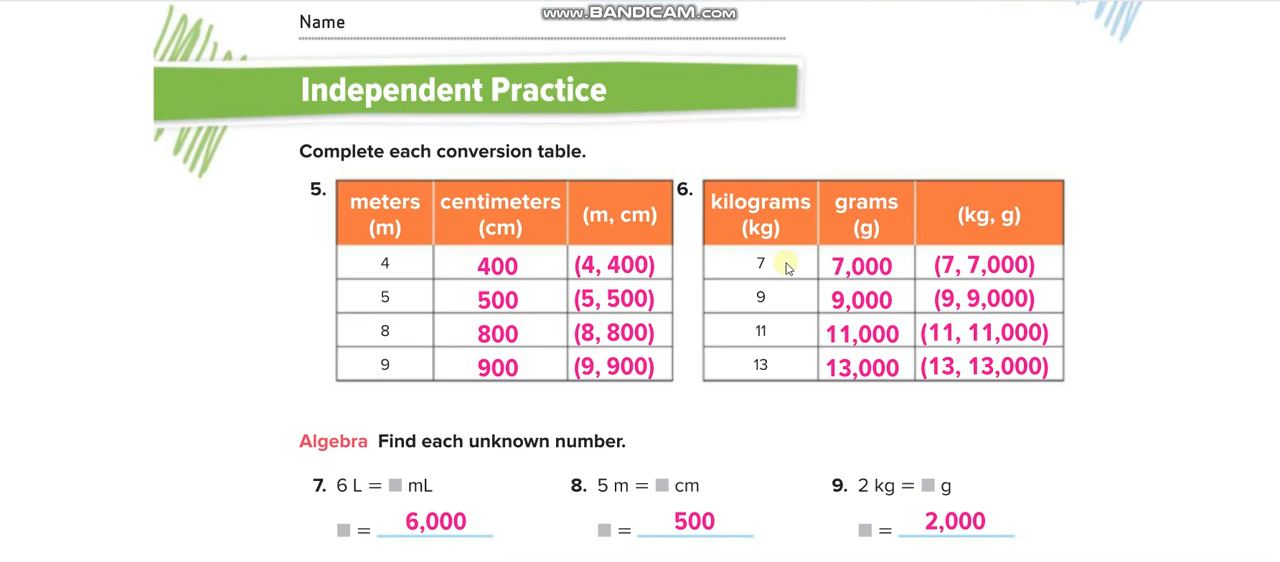 www.BANDICAM.com
Name
Independent Practice
Complete each conversion table.
5.
meters (m) centimeters (cm) (m, cm)
4 400 (4, 400)
5 500 (5, 500)
8 800 (8, 800)
9 900 (9, 900)
6.
kilograms (kg) grams (g) (kg, g)
7 7,000 (7, 7,000)
9 9,000 (9, 9,000)
11 11,000 (11, 11,000)
13 13,000 (13, 13,000)
Algebra Find each unknown number.
7. 6 L = ■ mL
■ = 6,000
8. 5 m = ■ cm
■ = 500
9. 2 kg = ■ g
■ = 2,000